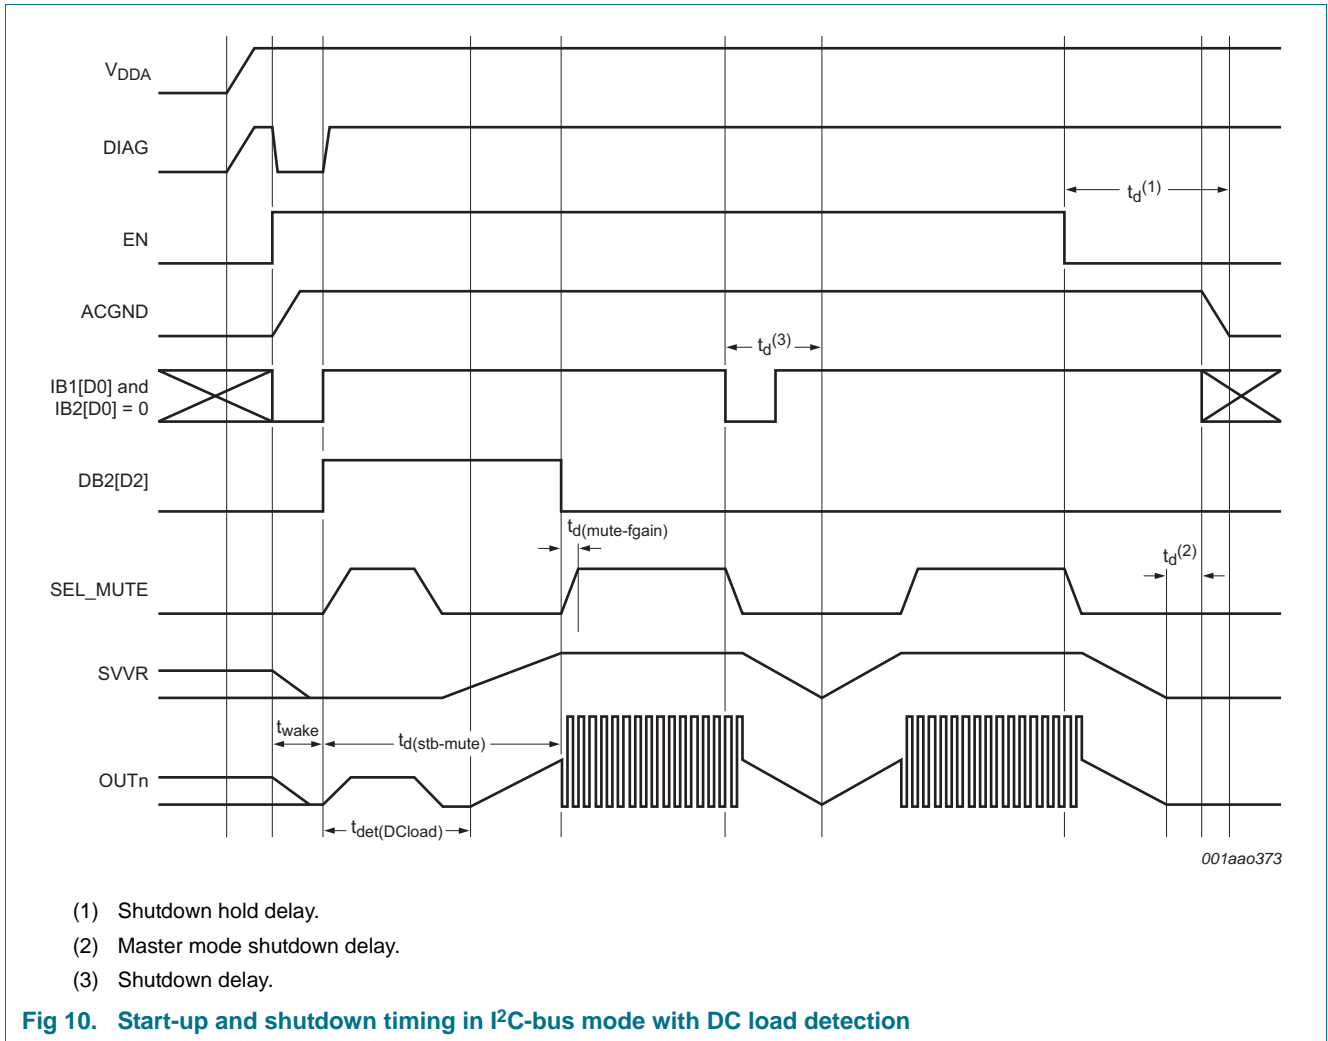 VDDA
DIAG
td(1)
EN
ACGND
td(3)
IB1[D0] and
IB2[D0] = 0
DB2[D2]
td(mute-fgain)
td(2)
SEL_MUTE
SVVR
twake
td(stb-mute)
OUTn
tdet(DCload)
001aao373
(1) Shutdown hold delay.
(2) Master mode shutdown delay.
(3) Shutdown delay.
Fig 10. Start-up and shutdown timing in I2C-bus mode with DC load detection